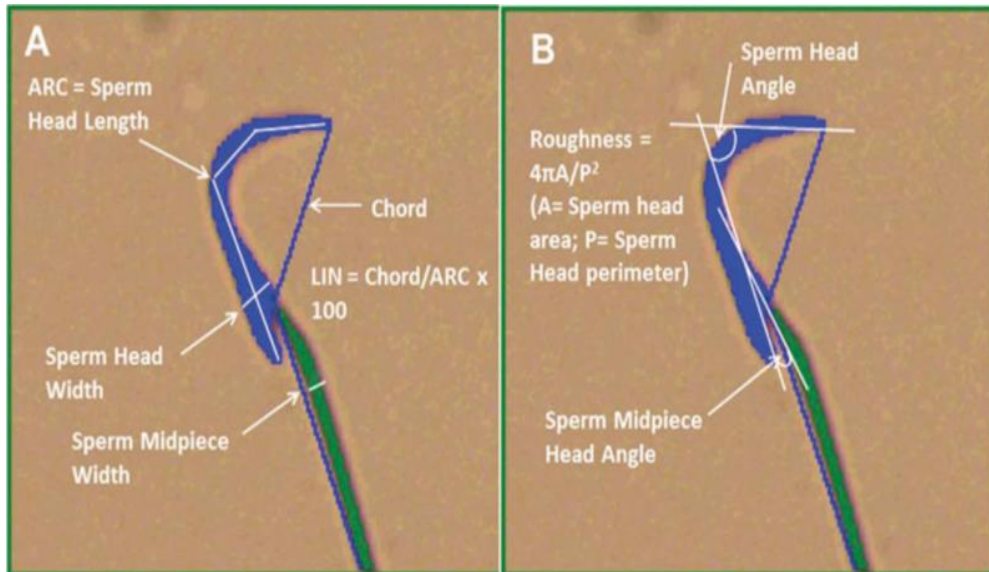 A
ARC = Sperm
Head Length
Chord
LIN = Chord/ARC x
100
Sperm Head
Width
Sperm Midpiece
Width
B
Sperm Head
Angle
Roughness =
4πA/P²
(A= Sperm head
area; P= Sperm
Head perimeter)
Sperm Midpiece
Head Angle